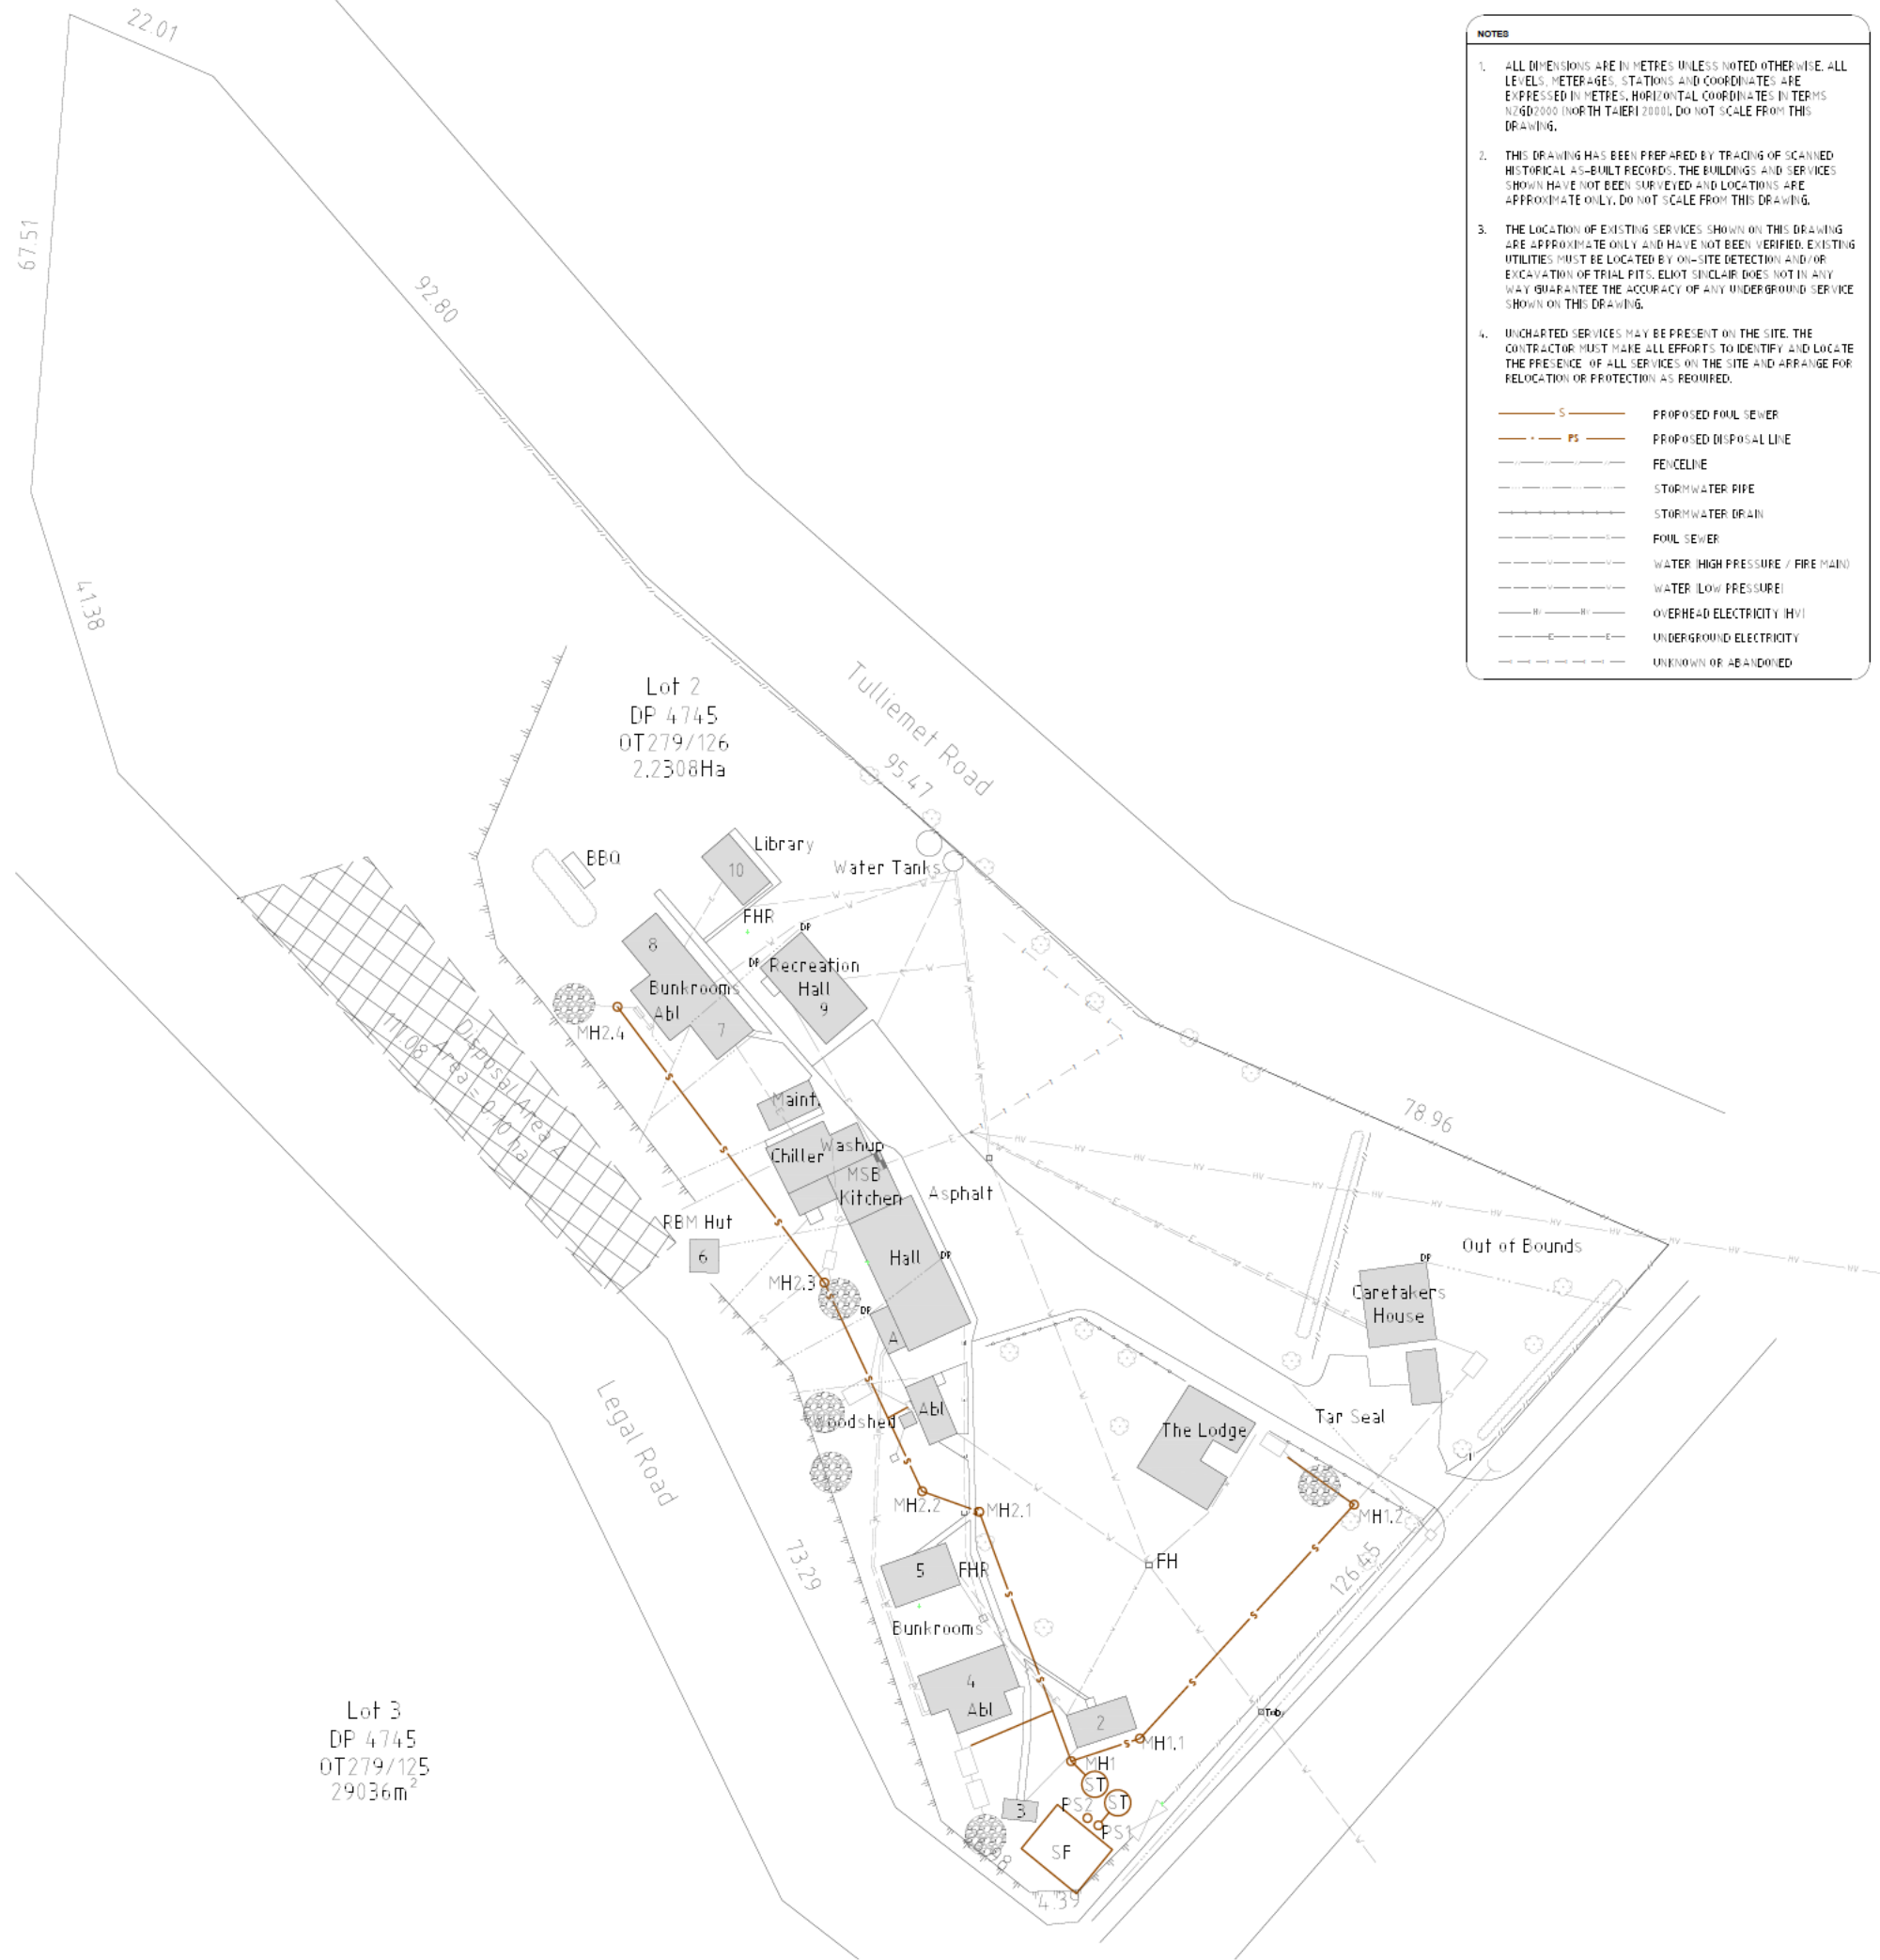 22.01
67.51
92.80
41.38
Lot 2
DP 4745
OT279/126
2.2308Ha
Tulliemet Road
95.47
Library
10
BBQ
Water Tanks
FHR
DP
8
DP
Recreation
Hall
9
Bunkrooms
Abl
7
MH2.4
Disposal Area A
Area = 0.10 ha
111.08
78.96
Maint.
Washup
Chiller
MSB
Kitchen
Asphalt
RBM Hut
6
Hall
DP
Out of Bounds
DP
Caretakers
House
MH2.3
DP
A
Legal Road
Abl
Woodshed
The Lodge
Tar Seal
MH2.2
MH2.1
MH1.2
FH
126.45
73.29
5
FHR
Bunkrooms
4
Abl
2
Toby
MH1.1
MH1
ST
PS2
ST
3
PS1
SF
4.39
Lot 3
DP 4745
OT279/125
29036m²
NOTES
1. ALL DIMENSIONS ARE IN METRES UNLESS NOTED OTHERWISE. ALL
LEVELS, METERAGES, STATIONS AND COORDINATES ARE
EXPRESSED IN METRES. HORIZONTAL COORDINATES IN TERMS
NZGD2000 (NORTH TAIERI 2000). DO NOT SCALE FROM THIS
DRAWING.
2. THIS DRAWING HAS BEEN PREPARED BY TRACING OF SCANNED
HISTORICAL AS-BUILT RECORDS. THE BUILDINGS AND SERVICES
SHOWN HAVE NOT BEEN SURVEYED AND LOCATIONS ARE
APPROXIMATE ONLY. DO NOT SCALE FROM THIS DRAWING.
3. THE LOCATION OF EXISTING SERVICES SHOWN ON THIS DRAWING
ARE APPROXIMATE ONLY AND HAVE NOT BEEN VERIFIED. EXISTING
UTILITIES MUST BE LOCATED BY ON-SITE DETECTION AND/OR
EXCAVATION OF TRIAL PITS. ELIOT SINCLAIR DOES NOT IN ANY
WAY GUARANTEE THE ACCURACY OF ANY UNDERGROUND SERVICE
SHOWN ON THIS DRAWING.
4. UNCHARTED SERVICES MAY BE PRESENT ON THE SITE. THE
CONTRACTOR MUST MAKE ALL EFFORTS TO IDENTIFY AND LOCATE
THE PRESENCE OF ALL SERVICES ON THE SITE AND ARRANGE FOR
RELOCATION OR PROTECTION AS REQUIRED.
S PROPOSED FOUL SEWER
PS PROPOSED DISPOSAL LINE
FENCELINE
STORMWATER PIPE
STORMWATER DRAIN
S S FOUL SEWER
W W WATER (HIGH PRESSURE / FIRE MAIN)
W W WATER (LOW PRESSURE)
HV HV OVERHEAD ELECTRICITY (HV)
E E UNDERGROUND ELECTRICITY
UNKNOWN OR ABANDONED